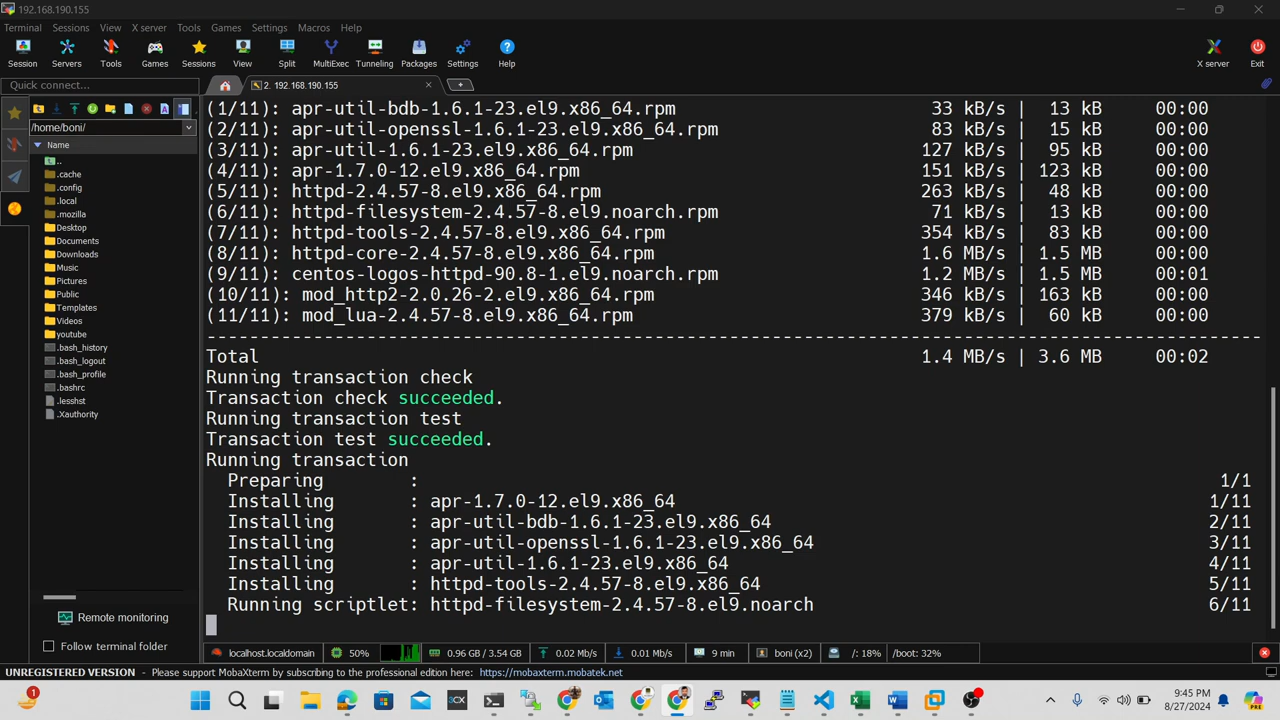 192.168.190.155
Terminal Sessions View X server Tools Games Settings Macros Help
Session Servers Tools Games Sessions View Split MultiExec Tunneling Packages Settings Help X server Exit
Quick connect...
2. 192.168.190.155
/home/boni/
Name
..
.cache
.config
.local
.mozilla
Desktop
Documents
Downloads
Music
Pictures
Public
Templates
Videos
youtube
.bash_history
.bash_logout
.bash_profile
.bashrc
.lesshst
.Xauthority
Remote monitoring
Follow terminal folder
(1/11): apr-util-bdb-1.6.1-23.el9.x86_64.rpm 33 kB/s | 13 kB 00:00
(2/11): apr-util-openssl-1.6.1-23.el9.x86_64.rpm 83 kB/s | 15 kB 00:00
(3/11): apr-util-1.6.1-23.el9.x86_64.rpm 127 kB/s | 95 kB 00:00
(4/11): apr-1.7.0-12.el9.x86_64.rpm 151 kB/s | 123 kB 00:00
(5/11): httpd-2.4.57-8.el9.x86_64.rpm 263 kB/s | 48 kB 00:00
(6/11): httpd-filesystem-2.4.57-8.el9.noarch.rpm 71 kB/s | 13 kB 00:00
(7/11): httpd-tools-2.4.57-8.el9.x86_64.rpm 354 kB/s | 83 kB 00:00
(8/11): httpd-core-2.4.57-8.el9.x86_64.rpm 1.6 MB/s | 1.5 MB 00:00
(9/11): centos-logos-httpd-90.8-1.el9.noarch.rpm 1.2 MB/s | 1.5 MB 00:01
(10/11): mod_http2-2.0.26-2.el9.x86_64.rpm 346 kB/s | 163 kB 00:00
(11/11): mod_lua-2.4.57-8.el9.x86_64.rpm 379 kB/s | 60 kB 00:00
--------------------------------------------------------------------------------
Total 1.4 MB/s | 3.6 MB 00:02
Running transaction check
Transaction check succeeded.
Running transaction test
Transaction test succeeded.
Running transaction
Preparing : 1/1
Installing : apr-1.7.0-12.el9.x86_64 1/11
Installing : apr-util-bdb-1.6.1-23.el9.x86_64 2/11
Installing : apr-util-openssl-1.6.1-23.el9.x86_64 3/11
Installing : apr-util-1.6.1-23.el9.x86_64 4/11
Installing : httpd-tools-2.4.57-8.el9.x86_64 5/11
Running scriptlet: httpd-filesystem-2.4.57-8.el9.noarch 6/11
localhost.localdomain 50% 0.96 GB / 3.54 GB 0.02 Mb/s 0.01 Mb/s 9 min boni (x2) /: 18% /boot: 32%
UNREGISTERED VERSION - Please support MobaXterm by subscribing to the professional edition here: https://mobaxterm.mobatek.net
1 3CX PRE
9:45 PM
8/27/2024